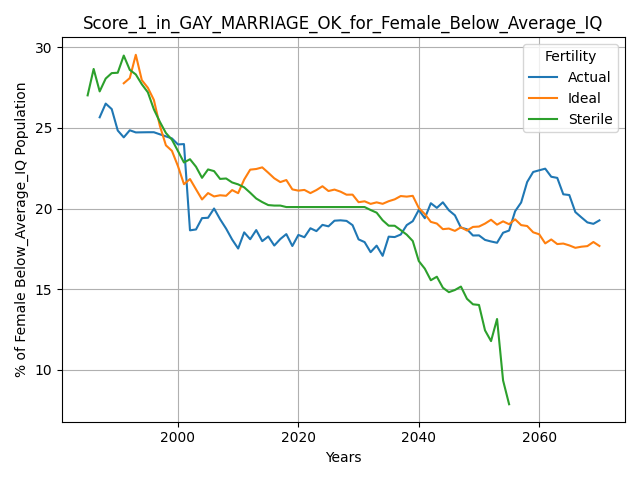 Score_1_in_GAY_MARRIAGE_OK_for_Female_Below_Average_IQ
% of Female Below_Average_IQ Population
30
25
20
15
10
Fertility
Actual
Ideal
Sterile
2000
2020
2040
2060
Years